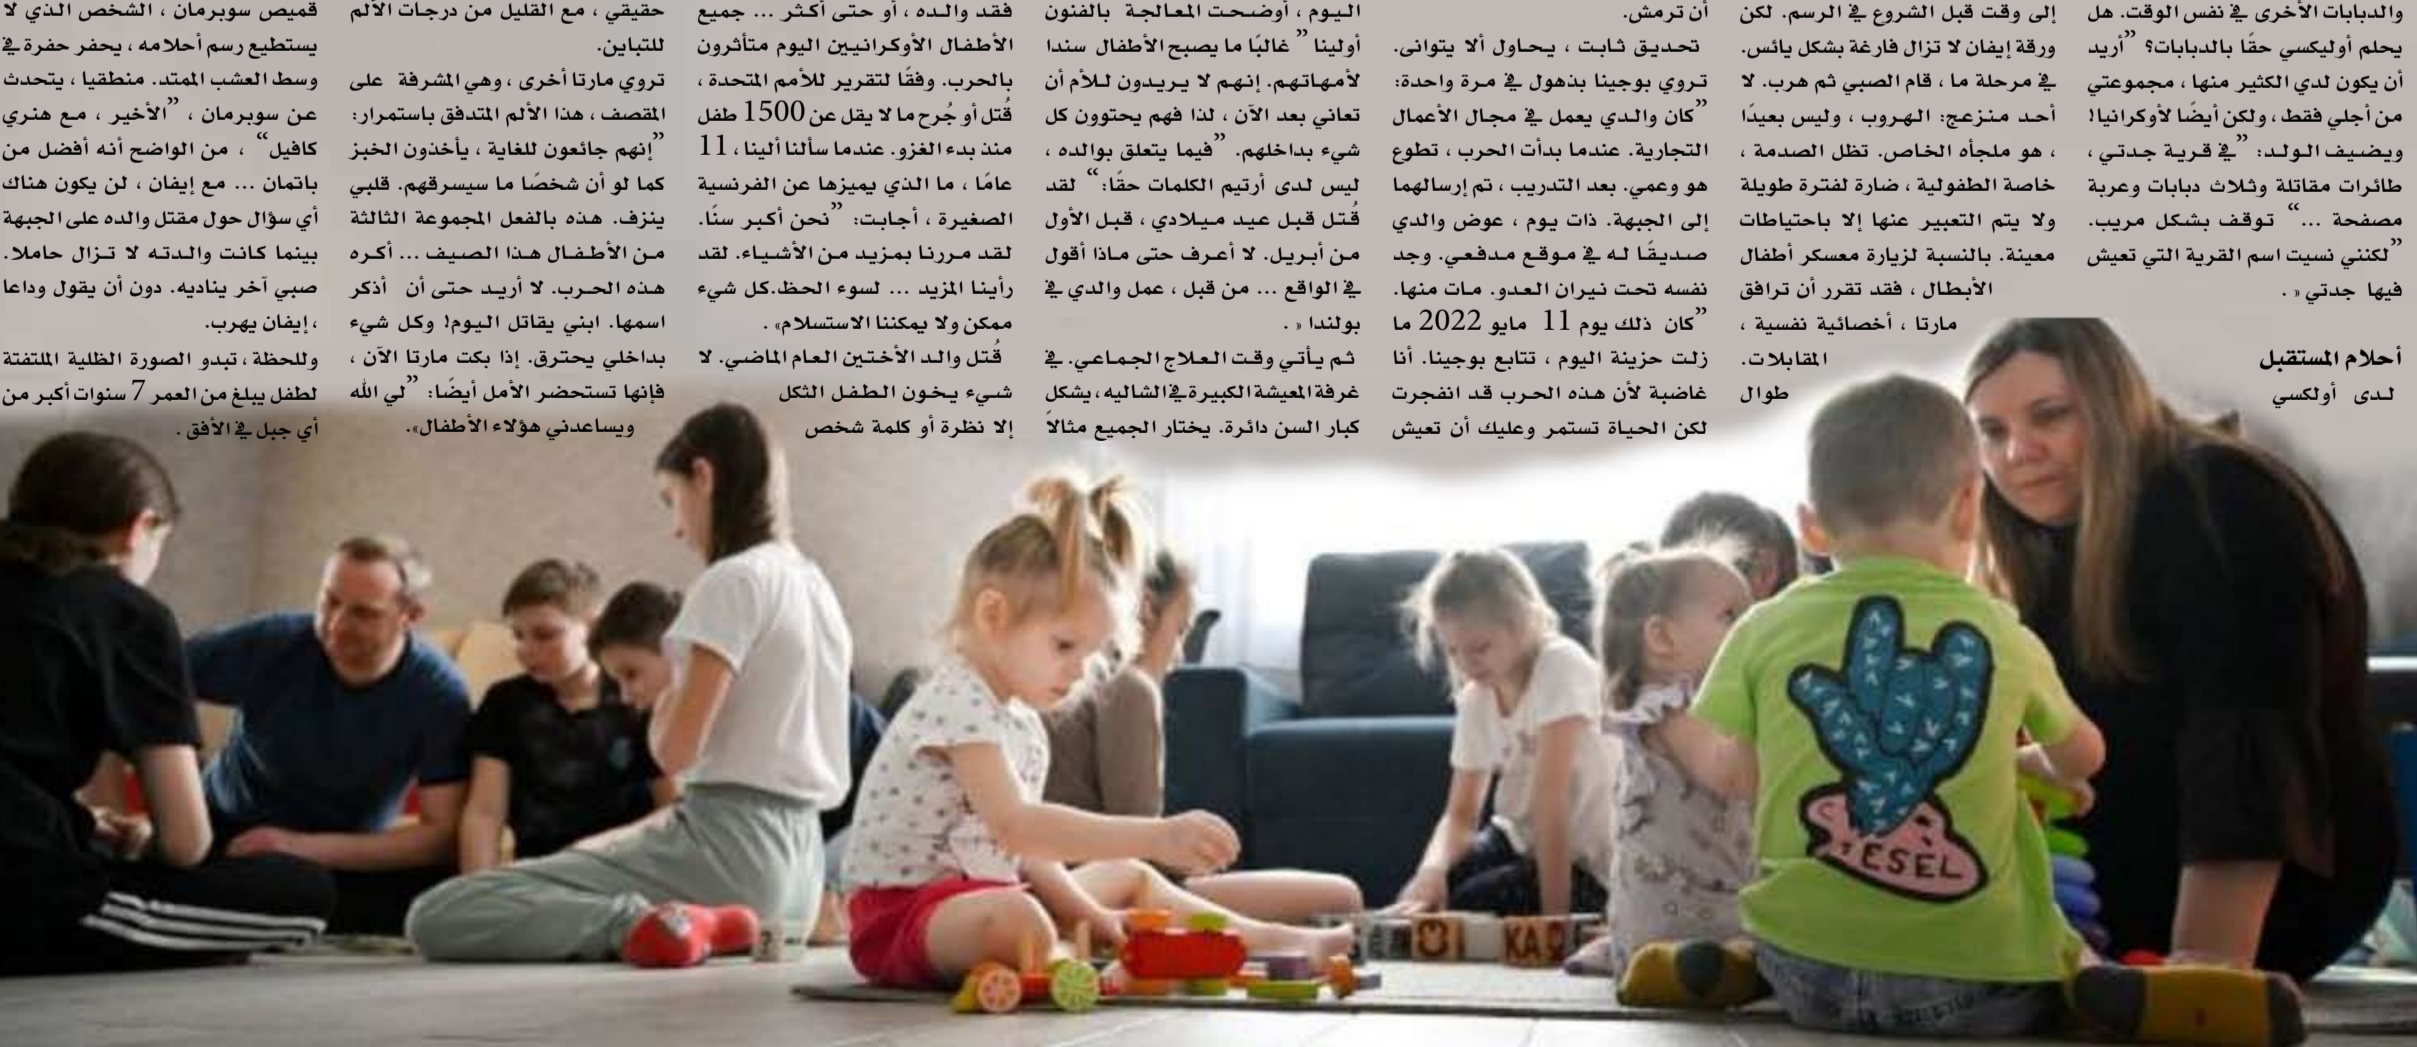 والدبابات الأخرى في نفس الوقت. هل
يحلم أوليكسي حقًا بالدبابات؟ ”أريد
أن يكون لدي الكثير منها ، مجموعتي
من أجلي فقط، ولكن أيضًا لأوكرانيا!
ويضيف الولد: ”في قرية جدتي ،
طائرات مقاتلة وثلاث دبابات وعربة
مصفحة ...“ توقف بشكل مريب.
”لكنني نسيت اسم القرية التي تعيش
فيها جدتي« .
أحلام المستقبل
لدى أولكسي
إلى وقت قبل الشروع في الرسم. لكن
ورقة إيفان لا تزال فارغة بشكل يائس.
في مرحلة ما ، قام الصبي ثم هرب. لا
أحد منزعج: الهروب ، وليس بعيدًا
، هو ملجأه الخاص. تظل الصدمة ،
خاصة الطفولية ، ضارة لفترة طويلة
ولا يتم التعبير عنها إلا باحتياطات
معينة. بالنسبة لزيارة معسكر أطفال
الأبطال ، فقد تقرر أن ترافق
مارتا ، أخصائية نفسية ،
المقابلات.
طوال
أن ترمش.
تحديق ثابت ، يحاول ألا يتوانى.
تروي بوجينا بذهول في مرة واحدة:
”كان والدي يعمل في مجال الأعمال
التجارية. عندما بدأت الحرب ، تطوع
هو وعمي. بعد التدريب ، تم إرسالهما
إلى الجبهة. ذات يوم ، عوض والدي
صديقًا له في موقع مدفعي. وجد
نفسه تحت نيران العدو. مات منها.
”كان ذلك يوم 11 مايو 2022 ما
زلت حزينة اليوم ، تتابع بوجينا. أنا
غاضبة لأن هذه الحرب قد انفجرت
لكن الحياة تستمر وعليك أن تعيش
اليوم ، أوضحت المعالجة بالفنون
أولينا ”غالبًا ما يصبح الأطفال سندا
لأمهاتهم. إنهم لا يريدون للأم أن
تعاني بعد الآن ، لذا فهم يحتوون كل
شيء بداخلهم. ”فيما يتعلق بوالده ،
ليس لدى أرتيم الكلمات حقًا:“ لقد
قُتل قبل عيد ميلادي ، قبل الأول
من أبريل. لا أعرف حتى ماذا أقول
في الواقع ... من قبل ، عمل والدي في
بولندا« .
ثم يأتي وقت العلاج الجماعي. في
غرفة المعيشة الكبيرة في الشاليه ، يشكل
كبار السن دائرة. يختار الجميع مثالاً
فقد والده ، أو حتى أكثر ... جميع
الأطفال الأوكرانيين اليوم متأثرون
بالحرب. وفقًا لتقرير للأمم المتحدة ،
قُتل أو جُرح ما لا يقل عن 1500 طفل
منذ بدء الغزو. عندما سألنا ألينا ، 11
عامًا ، ما الذي يميزها عن الفرنسية
الصغيرة ، أجابت: ”نحن أكبر سنًا.
لقد مررنا بمزيد من الأشياء. لقد
رأينا المزيد ... لسوء الحظ.كل شيء
ممكن ولا يمكننا الاستسلام» .
قُتل والد الأختين العام الماضي. لا
شيء يخون الطفل الثكل
إلا نظرة أو كلمة شخص
حقيقي ، مع القليل من درجات الألم
للتباين.
تروي مارتا أخرى ، وهي المشرفة على
المقصف ، هذا الألم المتدفق باستمرار:
”إنهم جائعون للغاية ، يأخذون الخبز
كما لو أن شخصًا ما سيسرقهم. قلبي
ينزف. هذه بالفعل المجموعة الثالثة
من الأطفال هذا الصيف ... أكره
هذه الحرب. لا أريد حتى أن أذكر
اسمها. ابني يقاتل اليوم! وكل شيء
بداخلي يحترق. إذا بكت مارتا الآن ،
فإنها تستحضر الأمل أيضًا: ”لي الله
ويساعدني هؤلاء الأطفال».
قميص سوبرمان ، الشخص الذي لا
يستطيع رسم أحلامه ، يحفر حفرة في
وسط العشب الممتد. منطقيا ، يتحدث
عن سوبرمان ، ”الأخير ، مع هنري
كافيل“ ، من الواضح أنه أفضل من
باتمان ... مع إيفان ، لن يكون هناك
أي سؤال حول مقتل والده على الجبهة
بينما كانت والدته لا تزال حاملا.
صبي آخر يناديه. دون أن يقول وداعا
، إيفان يهرب.
وللحظة ، تبدو الصورة الظلية الملتفتة
لطفل يبلغ من العمر 7 سنوات أكبر من
أي جبل في الأفق .
ESEL